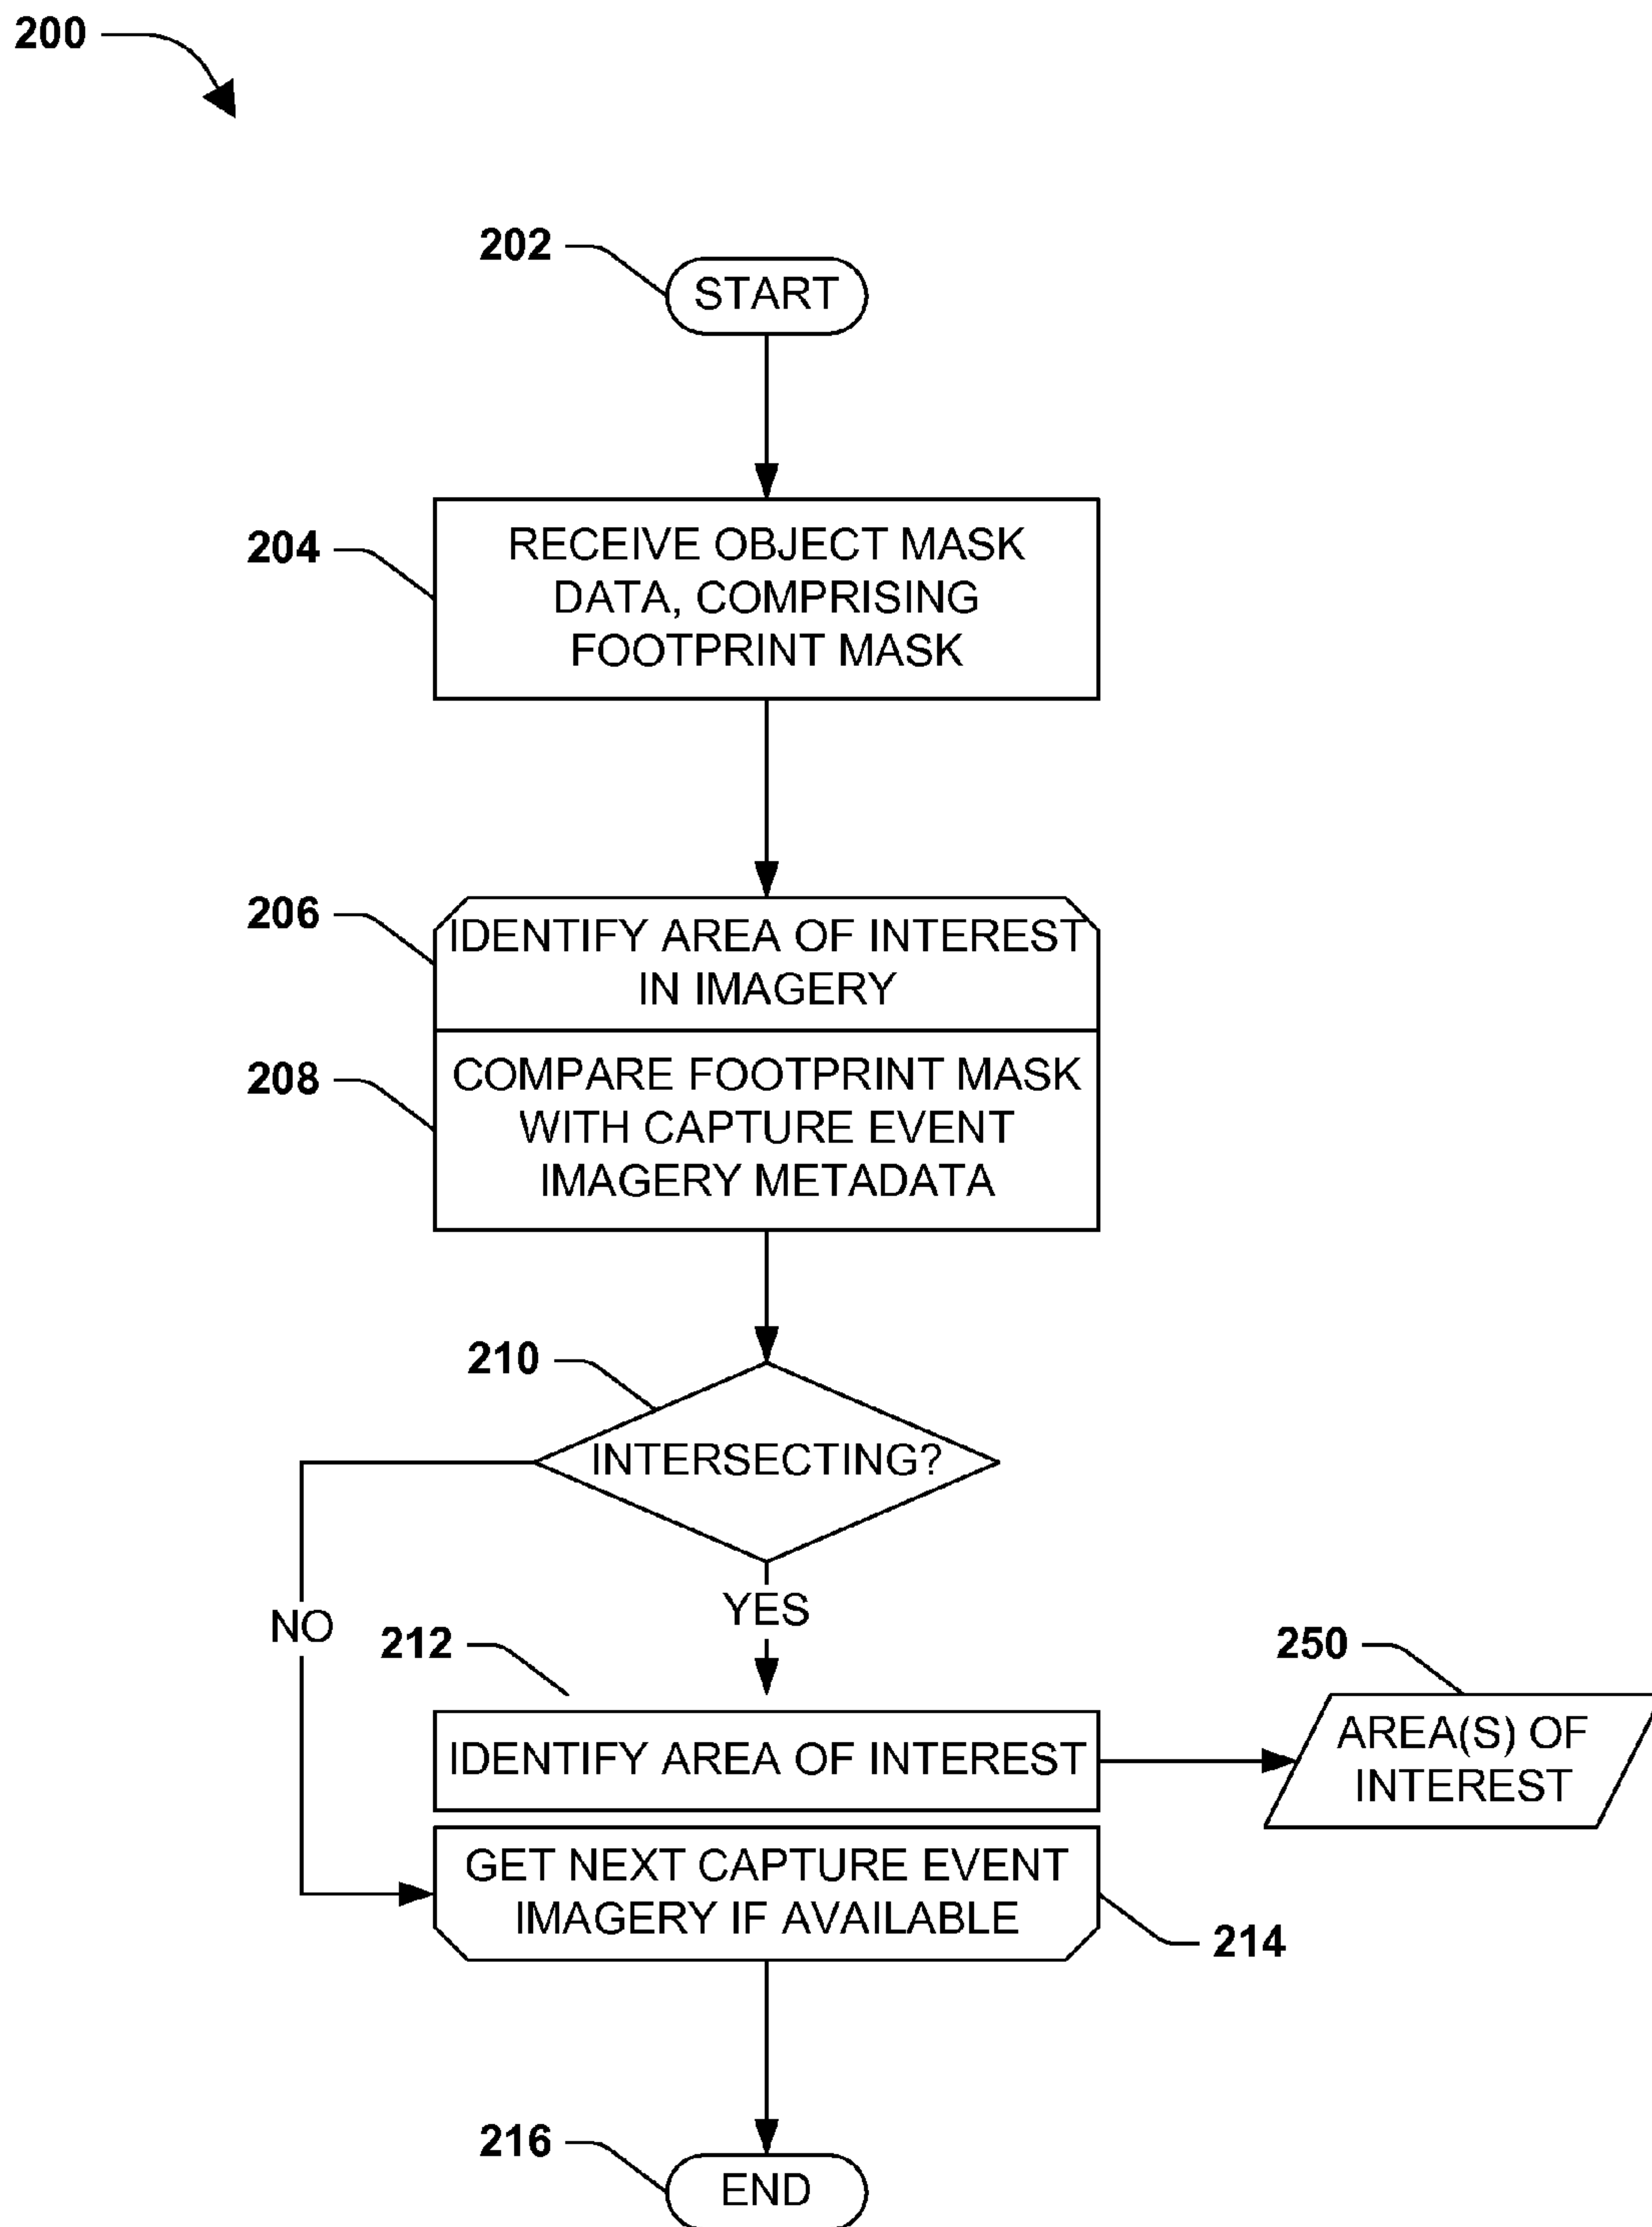 200
202
START
204
RECEIVE OBJECT MASK
DATA, COMPRISING
FOOTPRINT MASK
206
IDENTIFY AREA OF INTEREST
IN IMAGERY
208
COMPARE FOOTPRINT MASK
WITH CAPTURE EVENT
IMAGERY METADATA
210
INTERSECTING?
YES
NO
212
250
IDENTIFY AREA OF INTEREST
AREA(S) OF
INTEREST
GET NEXT CAPTURE EVENT
IMAGERY IF AVAILABLE
214
216
END